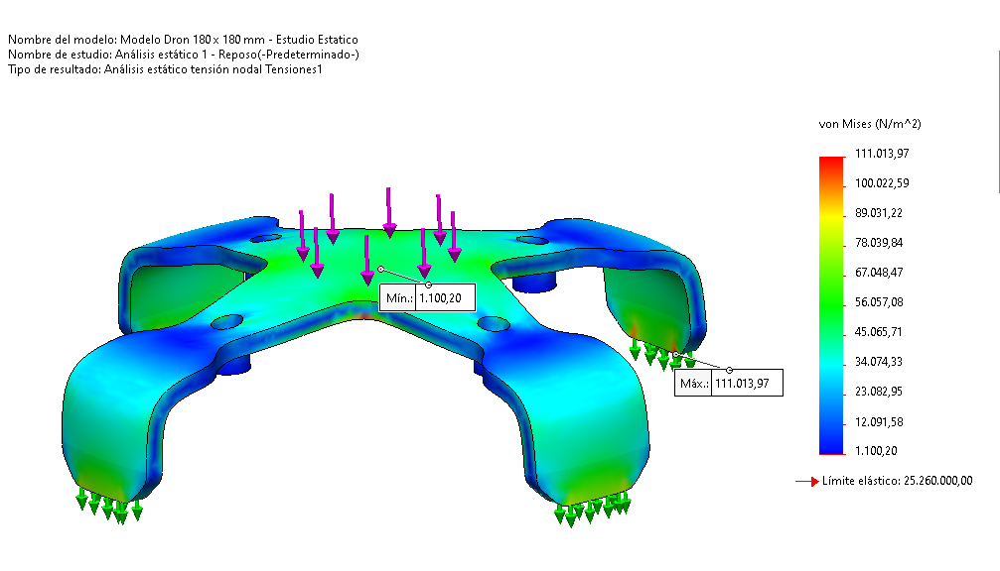 Nombre del modelo: Modelo Dron 180 x 180 mm - Estudio Estatico
Nombre de estudio: Análisis estático 1 - Reposo(-Predeterminado-)
Tipo de resultado: Análisis estático tensión nodal Tensiones1
von Mises (N/m^2)
111.013,97
100.022,59
89.031,22
78.039,84
67.048,47
56.057,08
45.065,71
34.074,33
23.082,95
12.091,58
1.100,20
Límite elástico: 25.260.000,00
Mín.: 1.100,20
Máx.: 111.013,97